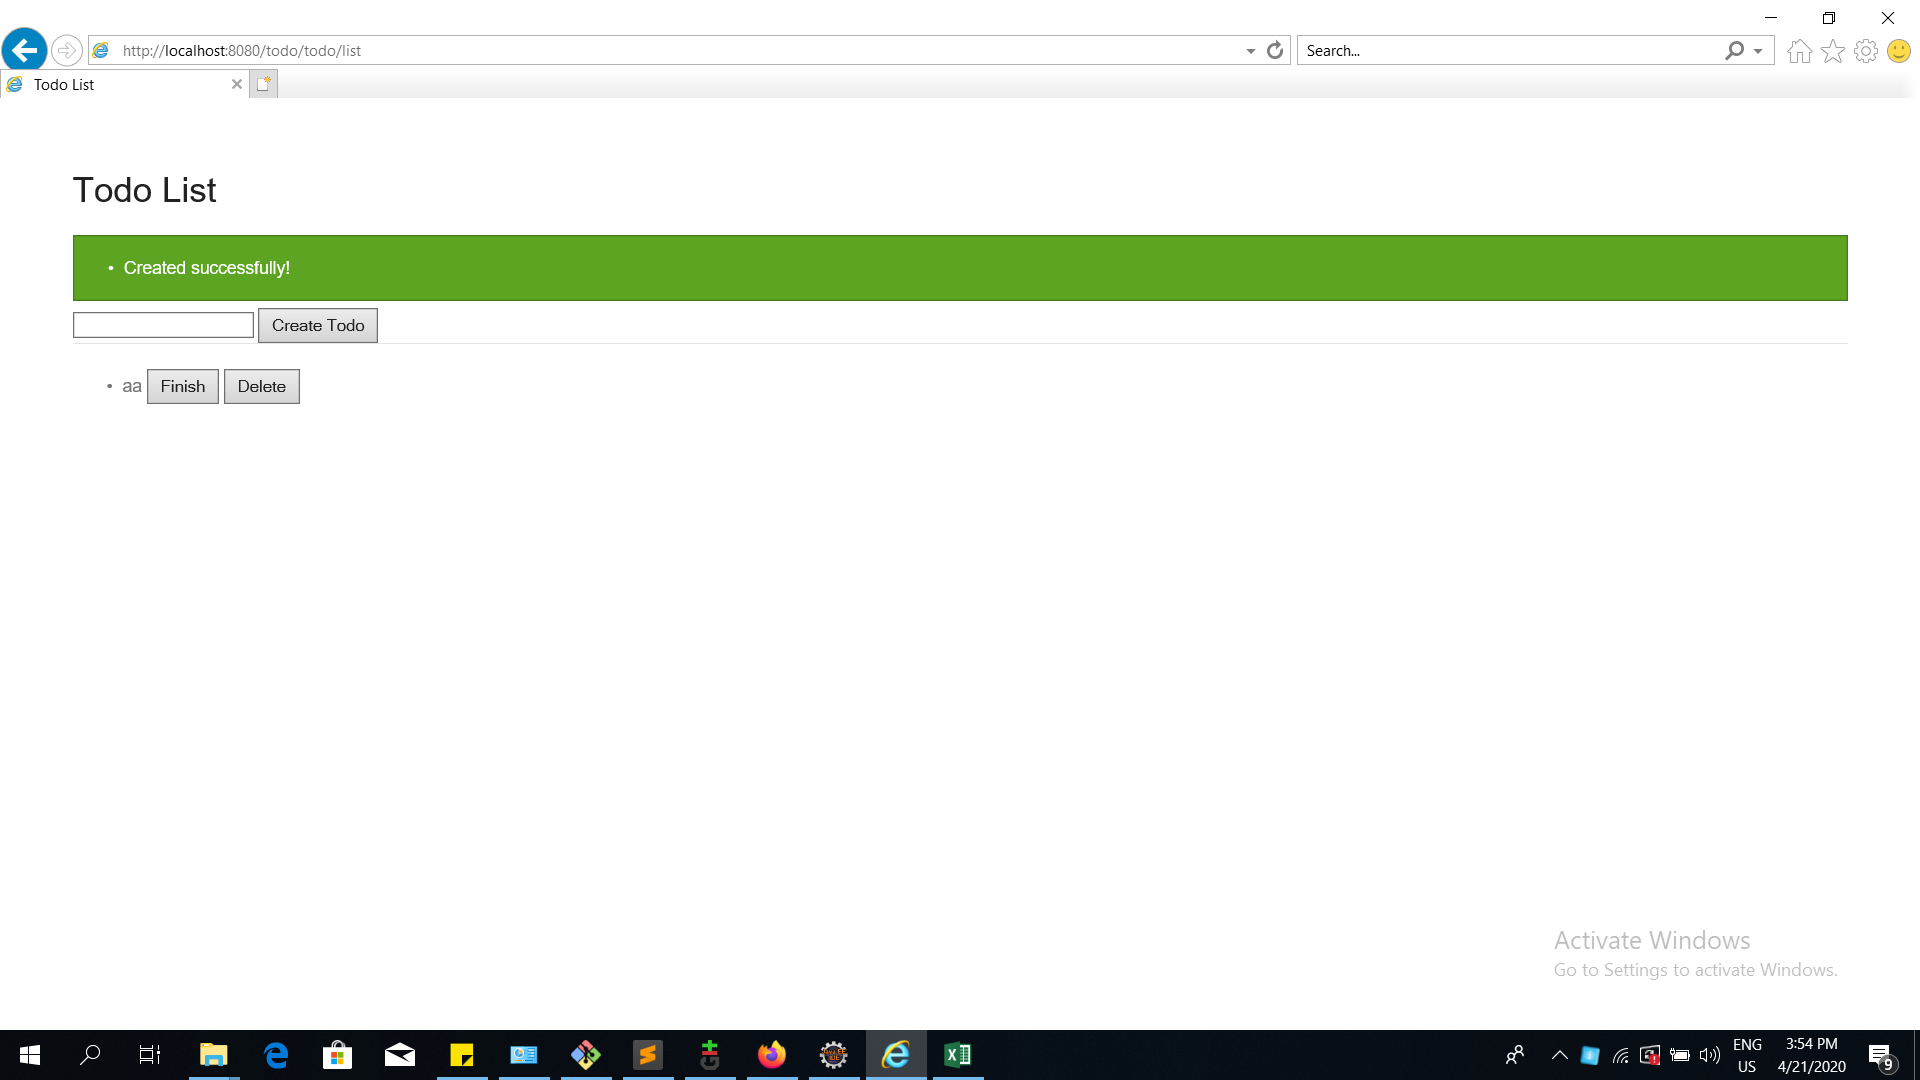 http://localhost:8080/todo/todo/list
Search...
Todo List
Todo List
• Created successfully!
Create Todo
• aa Finish Delete
Activate Windows
Go to Settings to activate Windows.
ENG
US
3:54 PM
4/21/2020
9